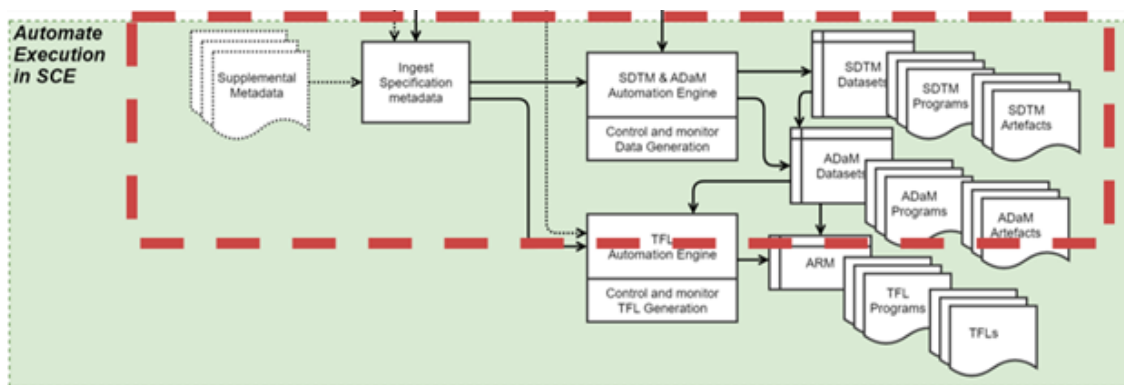 Automate
Execution
in SCE
Supplemental
Metadata
Ingest
Specification
metadata
SDTM & ADaM
Automation Engine
Control and monitor
Data Generation
SDTM
Datasets
SDTM
Programs
SDTM
Artefacts
ADaM
Datasets
ADaM
Programs
ADaM
Artefacts
TFL
Automation Engine
Control and monitor
TFL Generation
ARM
TFL
Programs
TFLs